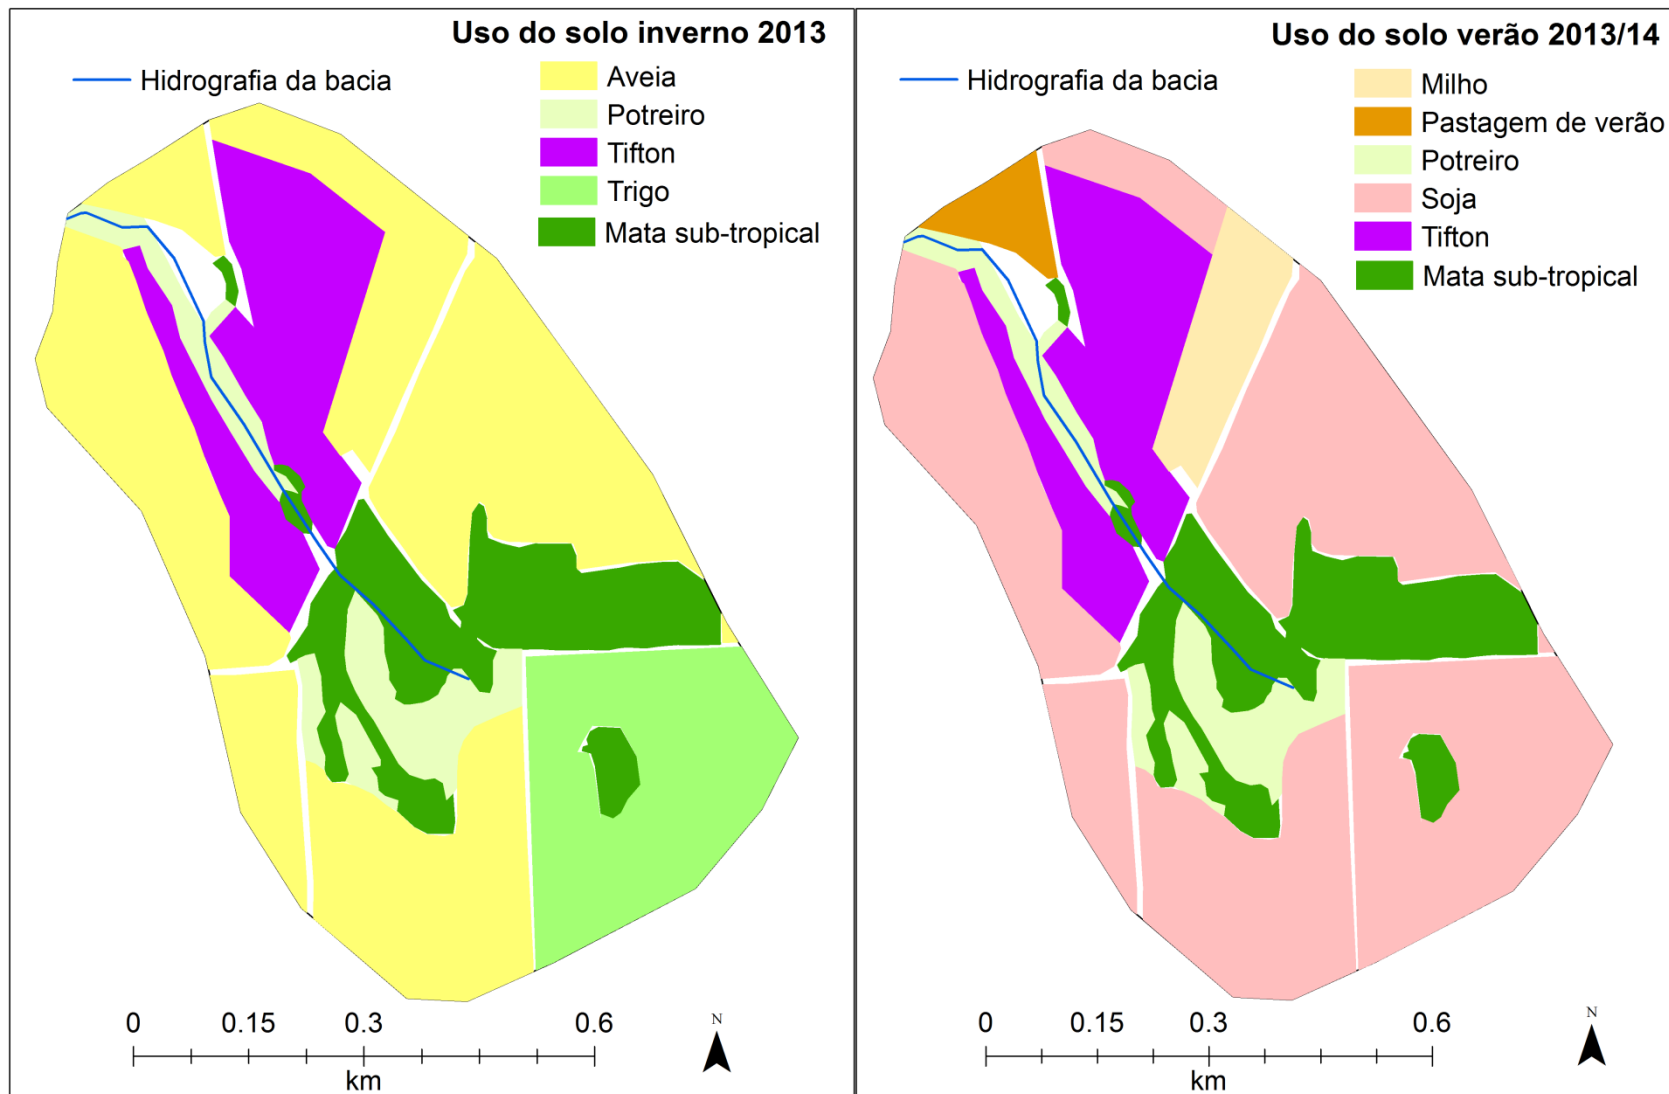 Uso do solo inverno 2013
Hidrografia da bacia
Aveia
Potreiro
Tifton
Trigo
Mata sub-tropical
0 0.15 0.3 0.6
km
N
Uso do solo verão 2013/14
Hidrografia da bacia
Milho
Pastagem de verão
Potreiro
Soja
Tifton
Mata sub-tropical
0 0.15 0.3 0.6
km
N